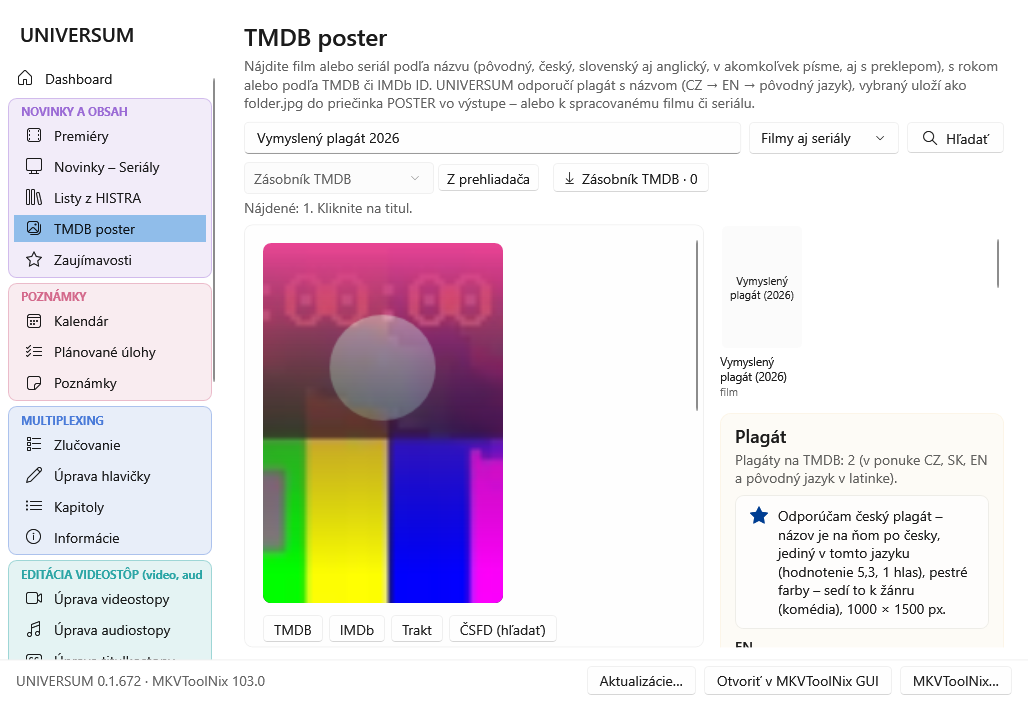 UNIVERSUM
Dashboard
NOVINKY A OBSAH
Premiéry
Novinky – Seriály
Listy z HISTRA
TMDB poster
Zaujímavosti
POZNÁMKY
Kalendár
Plánované úlohy
Poznámky
MULTIPLEXING
Zlučovanie
Úprava hlavičky
Kapitoly
Informácie
EDITÁCIA VIDEOSTÔP (video, aud
Úprava videostopy
Úprava audiostopy
TMDB poster
Nájdite film alebo seriál podľa názvu (pôvodný, český, slovenský aj anglický, v akomkoľvek písme, aj s preklepom), s rokom
alebo podľa TMDB či IMDb ID. UNIVERSUM odporučí plagát s názvom (CZ → EN → pôvodný jazyk), vybraný uloží ako
folder.jpg do priečinka POSTER vo výstupe – alebo k spracovanému filmu či seriálu.
Vymyslený plagát 2026
Filmy aj seriály
Hľadať
Zásobník TMDB
Z prehliadača
Zásobník TMDB · 0
Nájdené: 1. Kliknite na titul.
TMDB
IMDb
Trakt
ČSFD (hľadať)
Vymyslený
plagát (2026)
Vymyslený
plagát (2026)
film
Plagát
Plagáty na TMDB: 2 (v ponuke CZ, SK, EN
a pôvodný jazyk v latinke).
Odporúčam český plagát –
názov je na ňom po česky,
jediný v tomto jazyku
(hodnotenie 5,3, 1 hlas), pestré
farby – sedí to k žánru
(komédia), 1000 × 1500 px.
EN
UNIVERSUM 0.1.672 · MKVToolNix 103.0
Aktualizácie...
Otvoriť v MKVToolNix GUI
MKVToolNix...